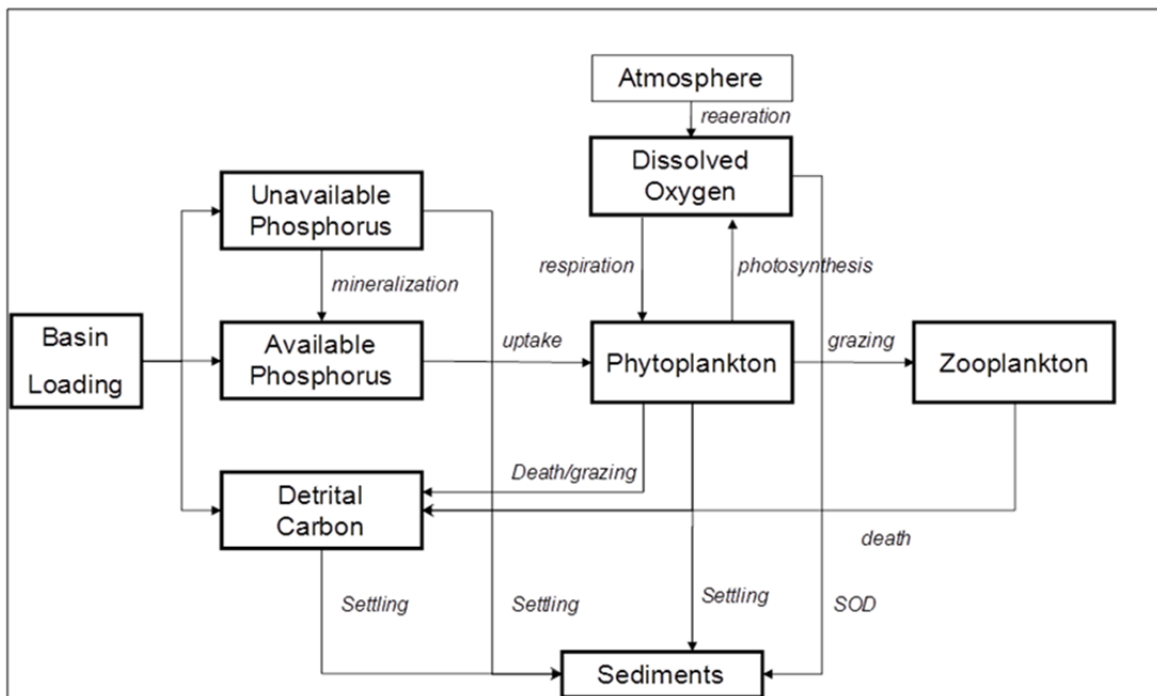 Atmosphere
reaeration
Dissolved
Oxygen
Unavailable
Phosphorus
respiration
photosynthesis
mineralization
Basin
Loading
Available
Phosphorus
uptake
Phytoplankton
grazing
Zooplankton
Death/grazing
Detrital
Carbon
death
Settling
Settling
Settling
SOD
Sediments